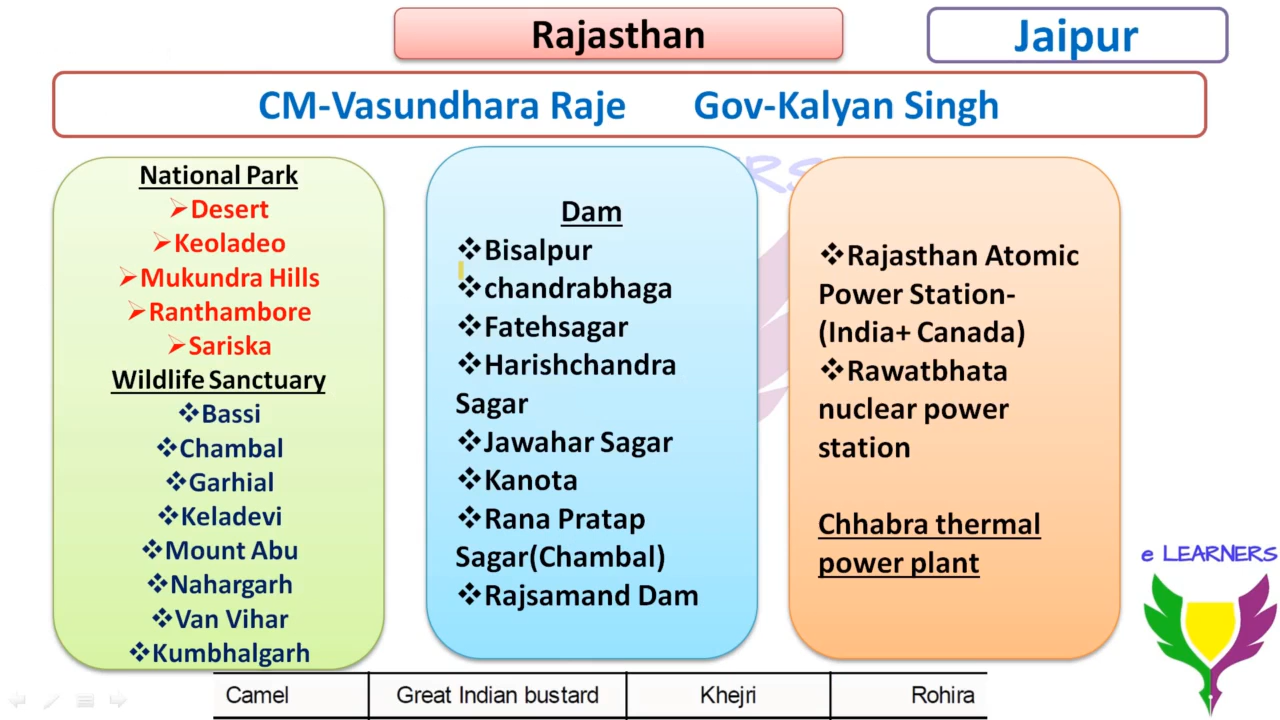 Rajasthan
Jaipur
CM-Vasundhara Raje Gov-Kalyan Singh
National Park
Desert
Keoladeo
Mukundra Hills
Ranthambore
Sariska
Wildlife Sanctuary
Bassi
Chambal
Garhial
Keladevi
Mount Abu
Nahargarh
Van Vihar
Kumbhalgarh
Dam
Bisalpur
chandrabhaga
Fatehsagar
Harishchandra
Sagar
Jawahar Sagar
Kanota
Rana Pratap
Sagar(Chambal)
Rajsamand Dam
Rajasthan Atomic
Power Station-
(India+ Canada)
Rawatbhata
nuclear power
station
Chhabra thermal
power plant
e LEARNERS
Camel Great Indian bustard Khejri Rohira